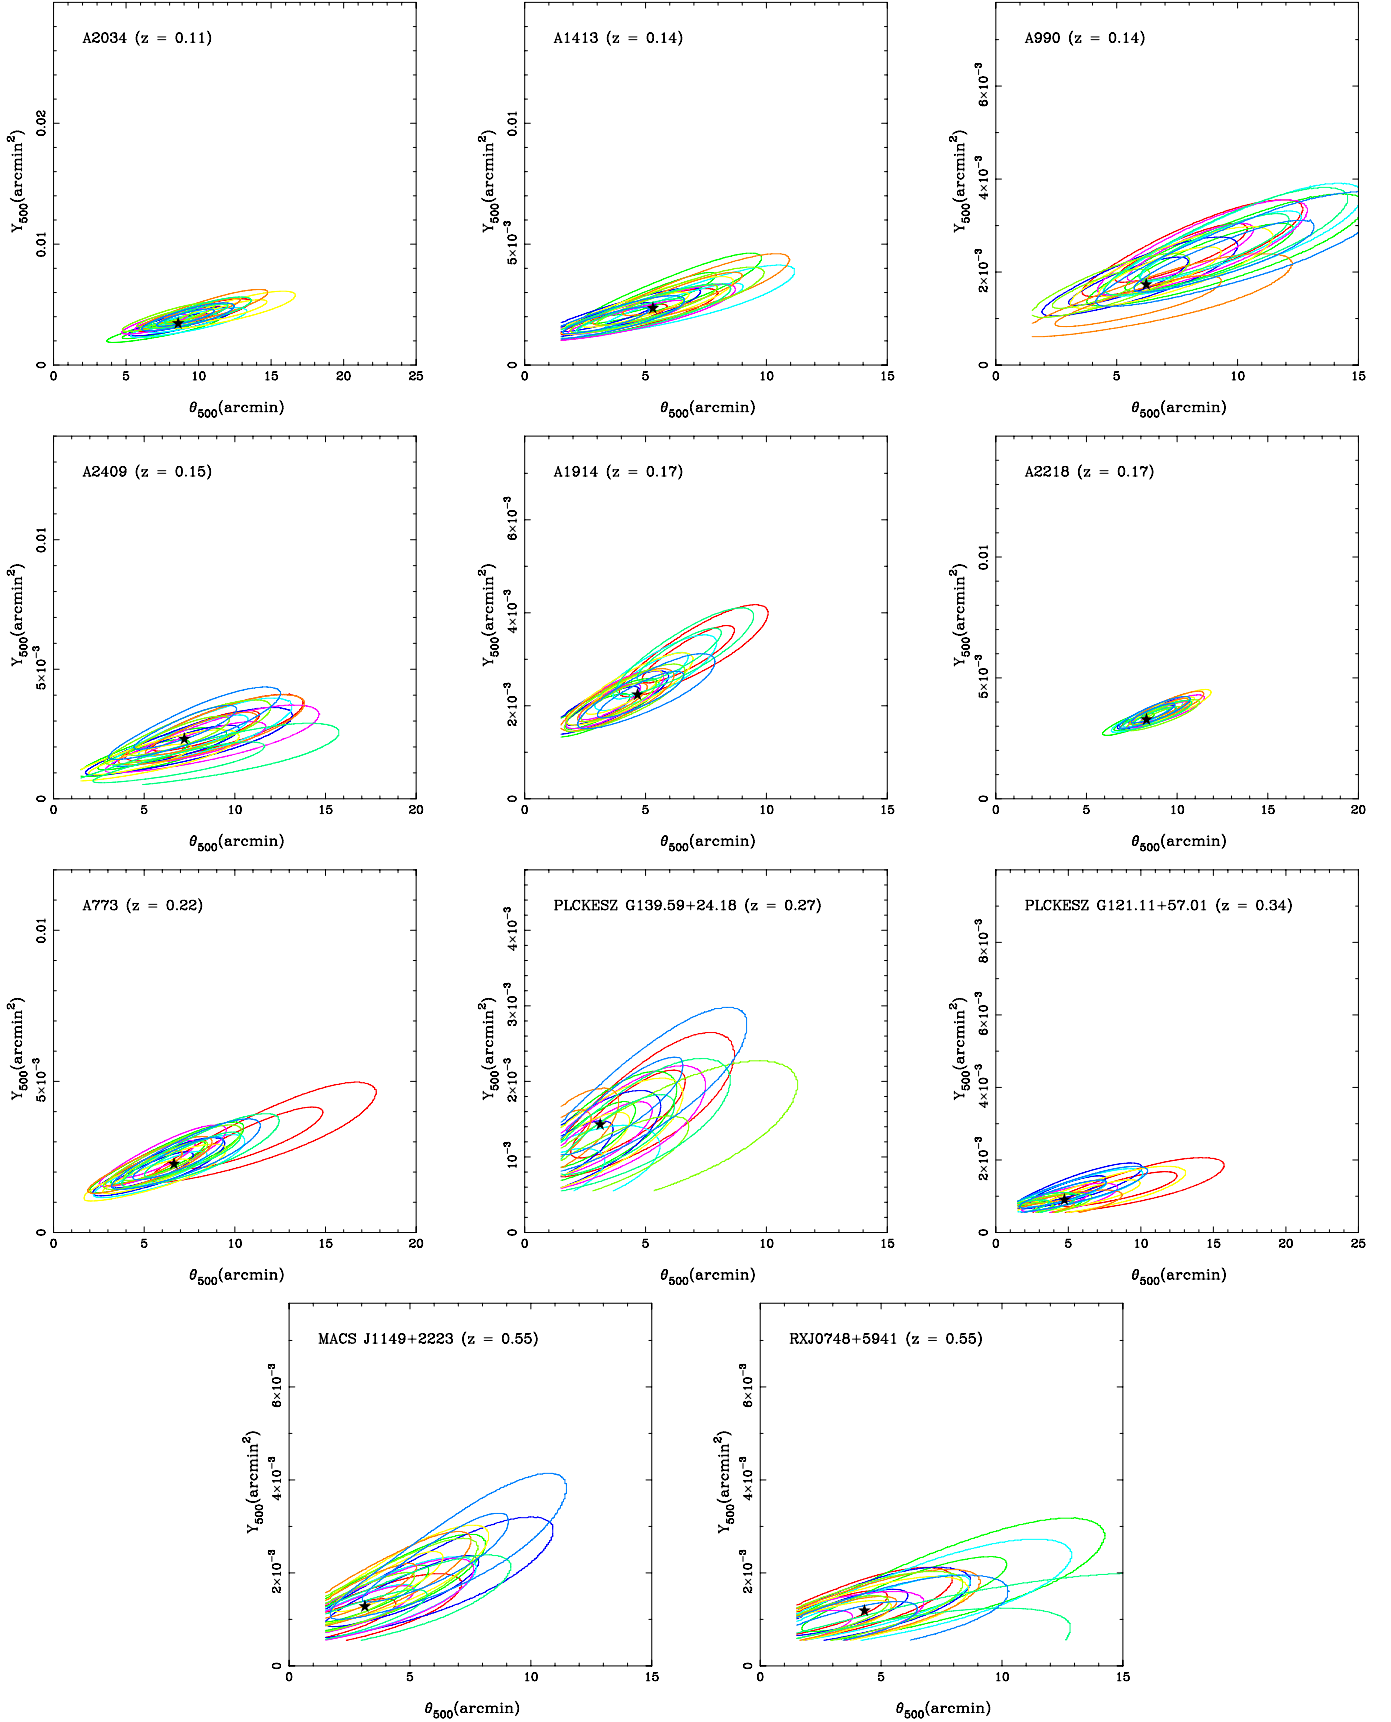 A2034 (z = 0.11)
Y500(arcmin²)
0.02
0.01
0
0 5 10 15 20 25
θ500(arcmin)
A1413 (z = 0.14)
Y500(arcmin²)
0.01
5×10⁻³
0
0 5 10 15
θ500(arcmin)
A990 (z = 0.14)
Y500(arcmin²)
6×10⁻³
4×10⁻³
2×10⁻³
0
0 5 10 15
θ500(arcmin)
A2409 (z = 0.15)
Y500(arcmin²)
0.01
5×10⁻³
0
0 5 10 15 20
θ500(arcmin)
A1914 (z = 0.17)
Y500(arcmin²)
6×10⁻³
4×10⁻³
2×10⁻³
0
0 5 10 15
θ500(arcmin)
A2218 (z = 0.17)
Y500(arcmin²)
0.01
5×10⁻³
0
0 5 10 15 20
θ500(arcmin)
A773 (z = 0.22)
Y500(arcmin²)
0.01
5×10⁻³
0
0 5 10 15 20
θ500(arcmin)
PLCKESZ G139.59+24.18 (z = 0.27)
Y500(arcmin²)
4×10⁻³
3×10⁻³
2×10⁻³
10⁻³
0
0 5 10 15
θ500(arcmin)
PLCKESZ G121.11+57.01 (z = 0.34)
Y500(arcmin²)
8×10⁻³
6×10⁻³
4×10⁻³
2×10⁻³
0
0 5 10 15 20 25
θ500(arcmin)
MACS J1149+2223 (z = 0.55)
Y500(arcmin²)
6×10⁻³
4×10⁻³
2×10⁻³
0
0 5 10 15
θ500(arcmin)
RXJ0748+5941 (z = 0.55)
Y500(arcmin²)
6×10⁻³
4×10⁻³
2×10⁻³
0
0 5 10 15
θ500(arcmin)